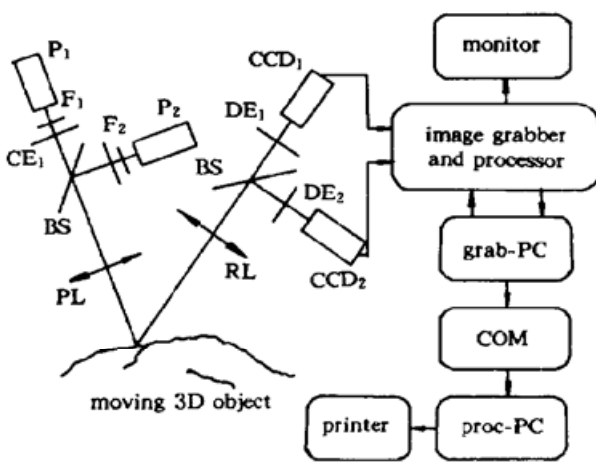 P1
F1
CE1
F2
P2
BS
PL
CCD1
DE1
BS
DE2
RL
CCD2
moving 3D object
monitor
image grabber
and processor
grab-PC
COM
printer
proc-PC